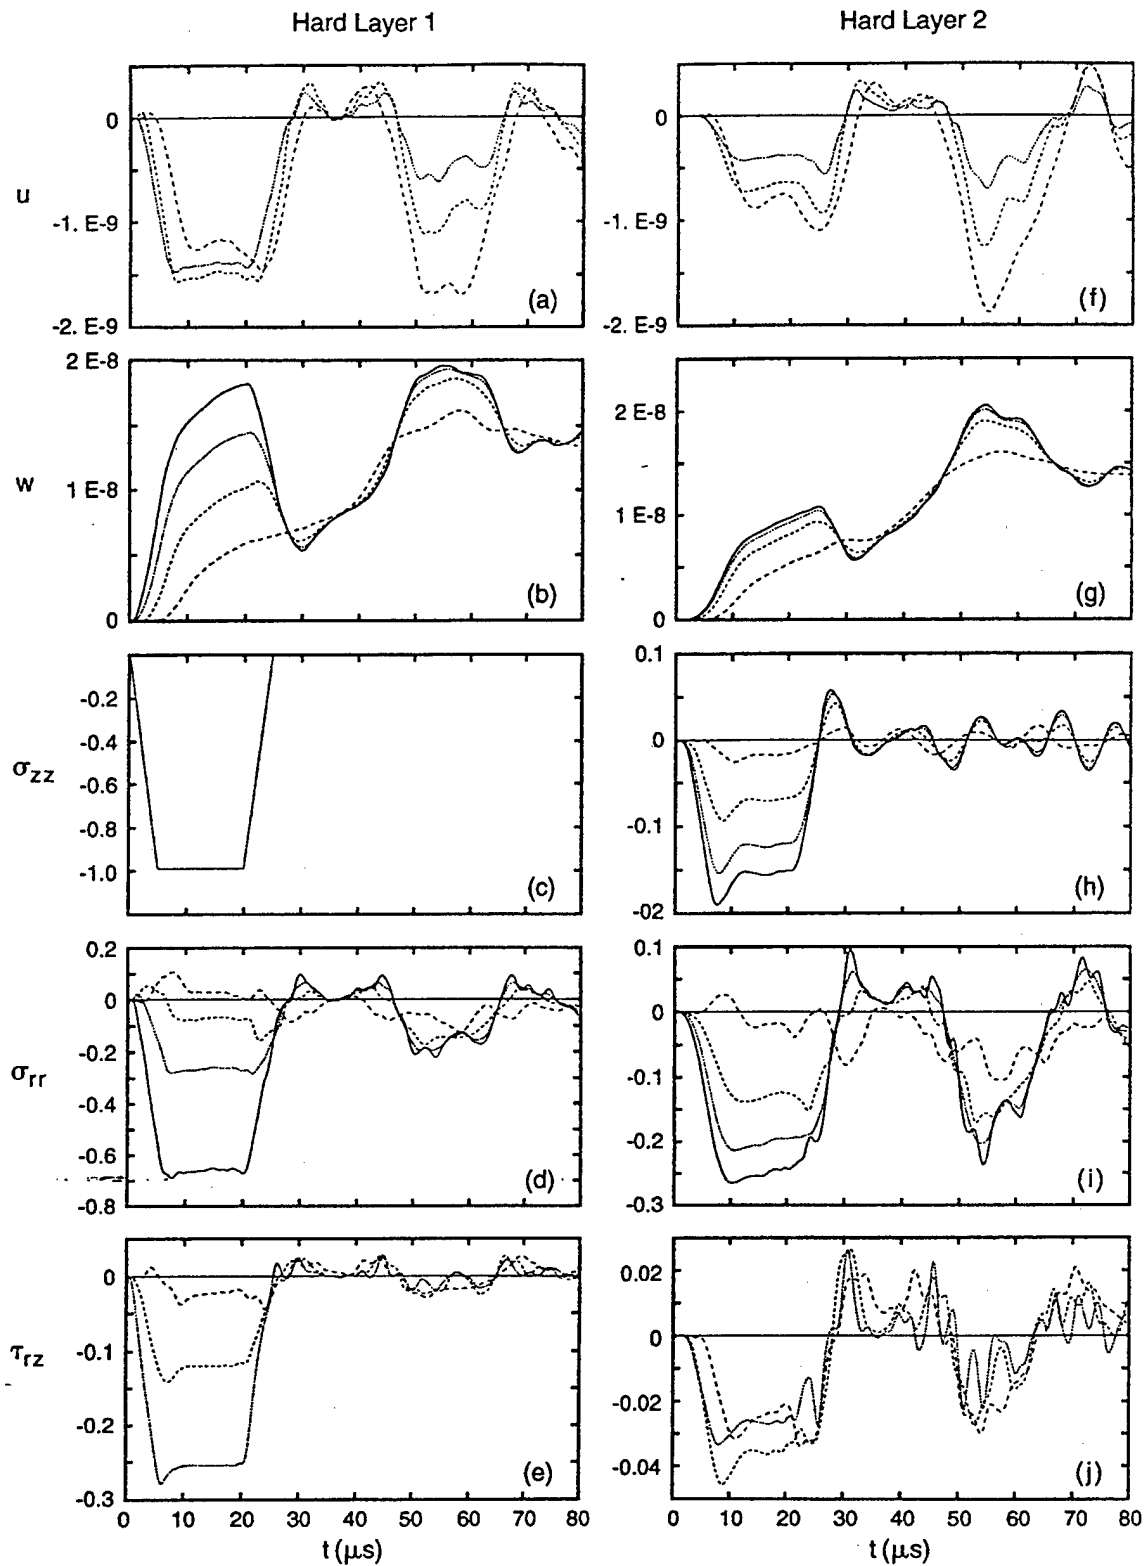 Hard Layer 1
Hard Layer 2
0
u
-1. E-9
-2. E-9
(a)
0
-1. E-9
-2. E-9
(f)
2 E-8
w
1 E-8
0
(b)
2 E-8
1 E-8
0
(g)
-0.2
-0.4
σzz
-0.6
-0.8
-1.0
(c)
0.1
.0
-0.1
-02
(h)
0.2
0
-0.2
σrr
-0.4
-0.6
-0.8
(d)
0.1
0
-0.1
-0.2
-0.3
(i)
0
τrz
-0.1
-0.2
-0.3
(e)
0.02
0
-0.02
-0.04
(j)
0 10 20 30 40 50 60 70 80
t (μs)
0 10 20 30 40 50 60 70 80
t (μs)